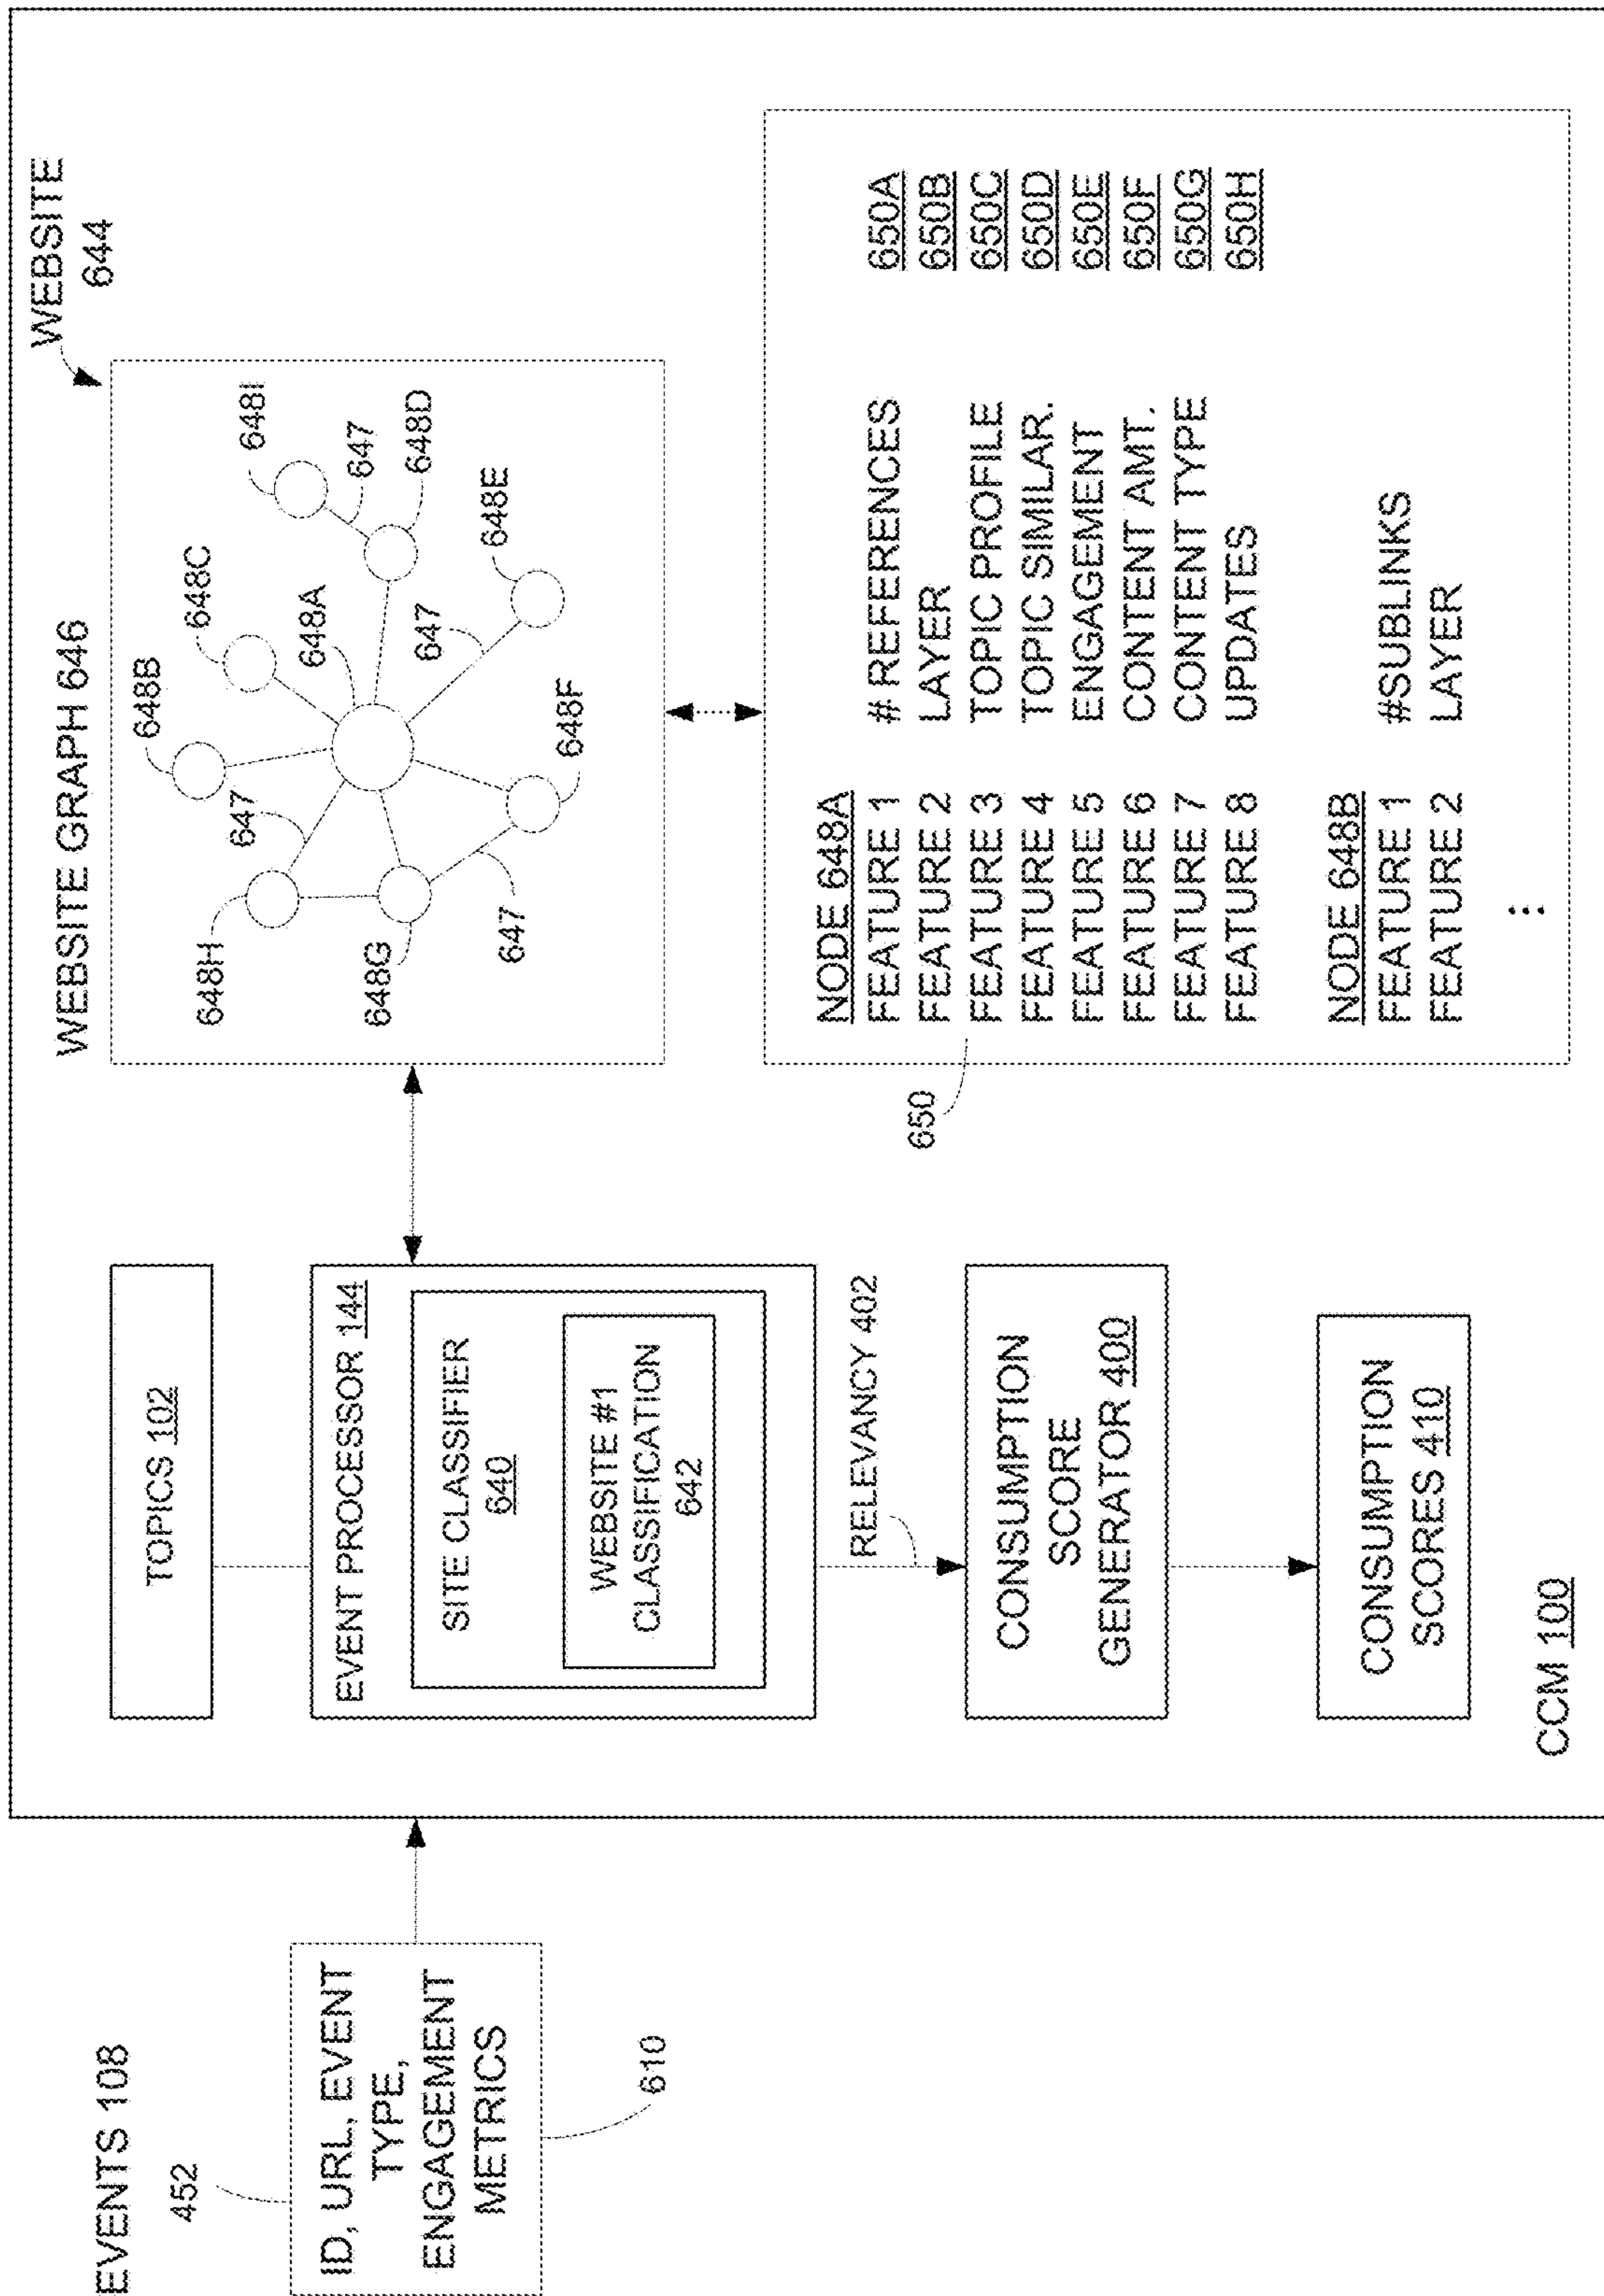 EVENTS 108
452
ID, URL, EVENT
TYPE,
ENGAGEMENT
METRICS
610
TOPICS 102
EVENT PROCESSOR 144
SITE CLASSIFIER
640
WEBSITE #1
CLASSIFICATION
642
RELEVANCY 402
CONSUMPTION
SCORE
GENERATOR 400
CONSUMPTION
SCORES 410
CCM 100
WEBSITE GRAPH 646
WEBSITE
644
648B
648C
648I
647
648A
647
648D
648H
648G
647
648F
647
648E
650
NODE 648A
FEATURE 1 # REFERENCES 650A
FEATURE 2 LAYER 650B
FEATURE 3 TOPIC PROFILE 650C
FEATURE 4 TOPIC SIMILAR. 650D
FEATURE 5 ENGAGEMENT 650E
FEATURE 6 CONTENT AMT. 650F
FEATURE 7 CONTENT TYPE 650G
FEATURE 8 UPDATES 650H
NODE 648B
FEATURE 1 #SUBLINKS
FEATURE 2 LAYER
⋮